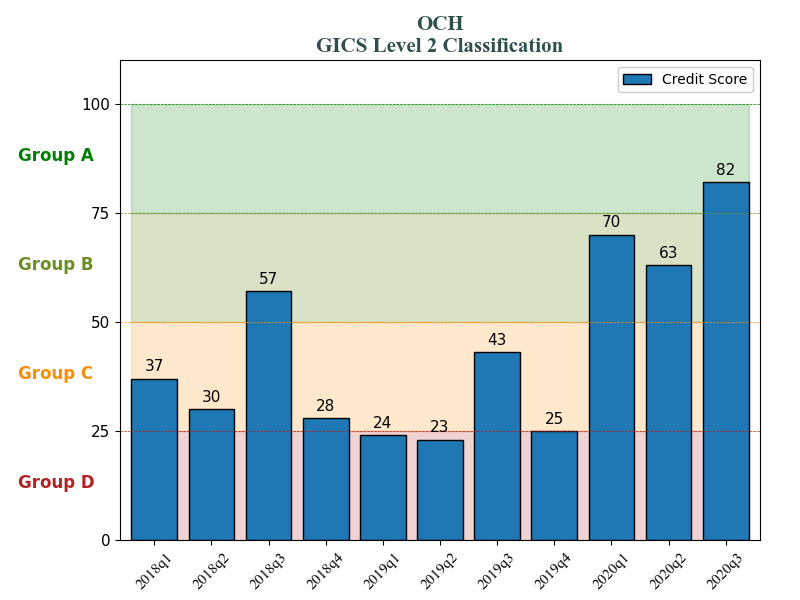 OCH
GICS Level 2 Classification
Credit Score
100
Group A
82
75
70
Group B
63
57
50
43
Group C
37
30
28
25
24
23
25
Group D
0
2018q1 2018q2 2018q3 2018q4 2019q1 2019q2 2019q3 2019q4 2020q1 2020q2 2020q3